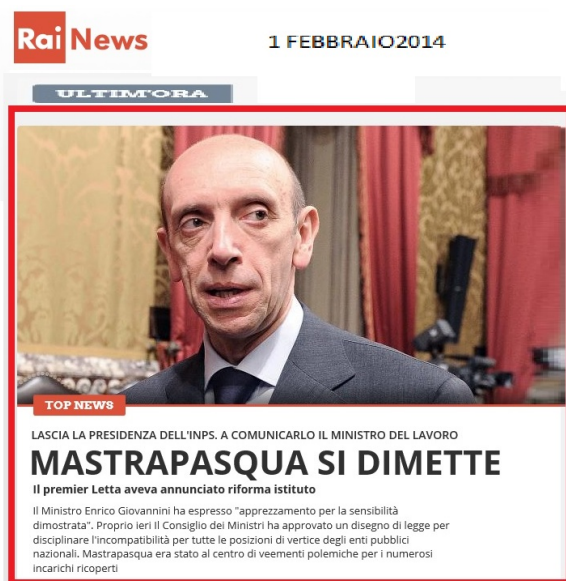 Rai News
1 FEBBRAIO2014
ULTIM'ORA
TOP NEWS
LASCIA LA PRESIDENZA DELL'INPS. A COMUNICARLO IL MINISTRO DEL LAVORO
MASTRAPASQUA SI DIMETTE
Il premier Letta aveva annunciato riforma istituto
Il Ministro Enrico Giovannini ha espresso "apprezzamento per la sensibilità
dimostrata". Proprio ieri Il Consiglio dei Ministri ha approvato un disegno di legge per
disciplinare l'incompatibilità per tutte le posizioni di vertice degli enti pubblici
nazionali. Mastrapasqua era stato al centro di veementi polemiche per i numerosi
incarichi ricoperti